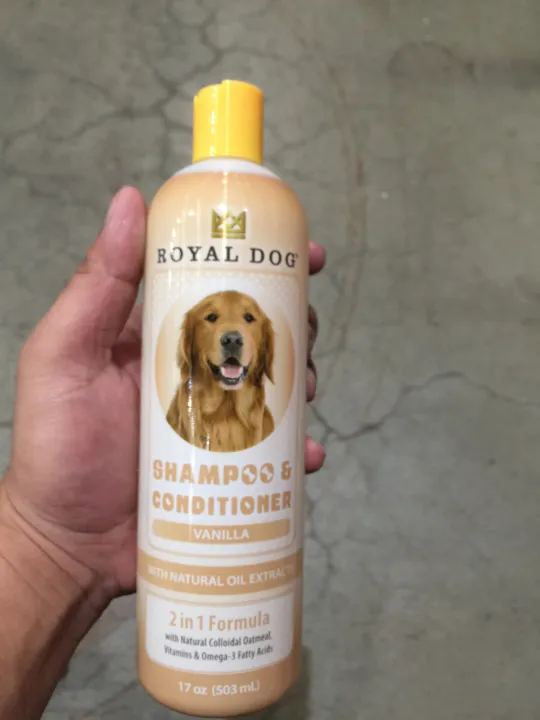 ROYAL DOG
SHAMPOO &
CONDITIONER
VANILLA
WITH NATURAL OIL EXTRACTS
2 in 1 Formula
with Natural Colloidal Oatmeal,
Vitamins & Omega-3 Fatty Acids
17 oz (503 mL)